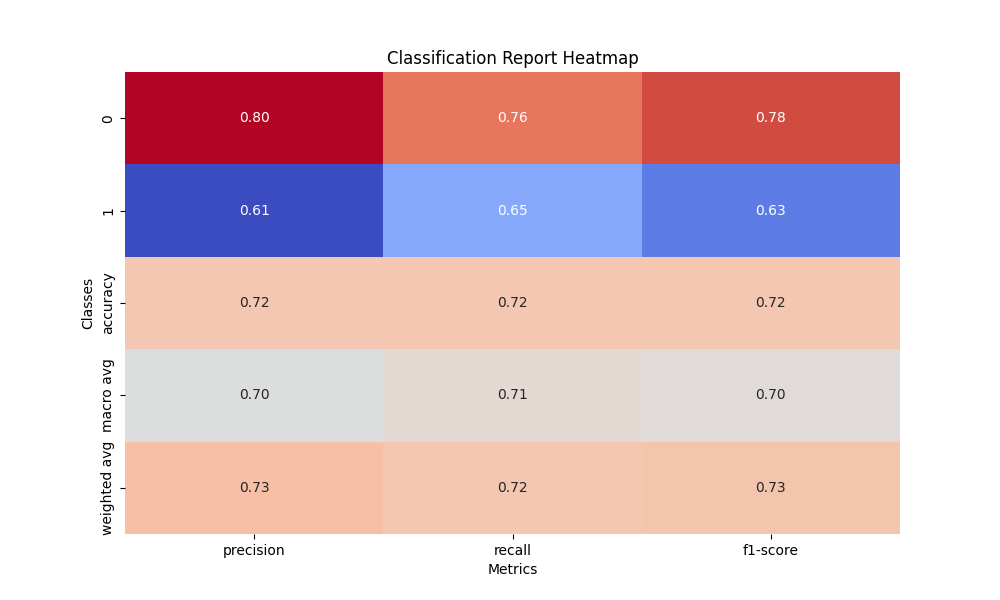 Classification Report Heatmap
0 0.80 0.76 0.78
1 0.61 0.65 0.63
Classes
accuracy 0.72 0.72 0.72
macro avg 0.70 0.71 0.70
weighted avg 0.73 0.72 0.73
precision recall f1-score
Metrics